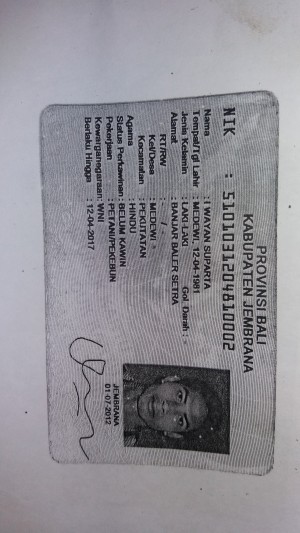 PROVINSI BALI
KABUPATEN JEMBRANA
NIK : 5101031204810002
Nama : I WAYAN SUPARTA
Tempat/Tgl Lahir : MEDEWI, 12-04-1981
Jenis Kelamin : LAKI-LAKI Gol. Darah : -
Alamat : BANJAR BALER SETRA
RT/RW : - / -
Kel/Desa : MEDEWI
Kecamatan : PEKUTATAN
Agama : HINDU
Status Perkawinan : BELUM KAWIN
Pekerjaan : PETANI/PEKEBUN
Kewarganegaraan : WNI
Berlaku Hingga : 12-04-2017
JEMBRANA
01-07-2012